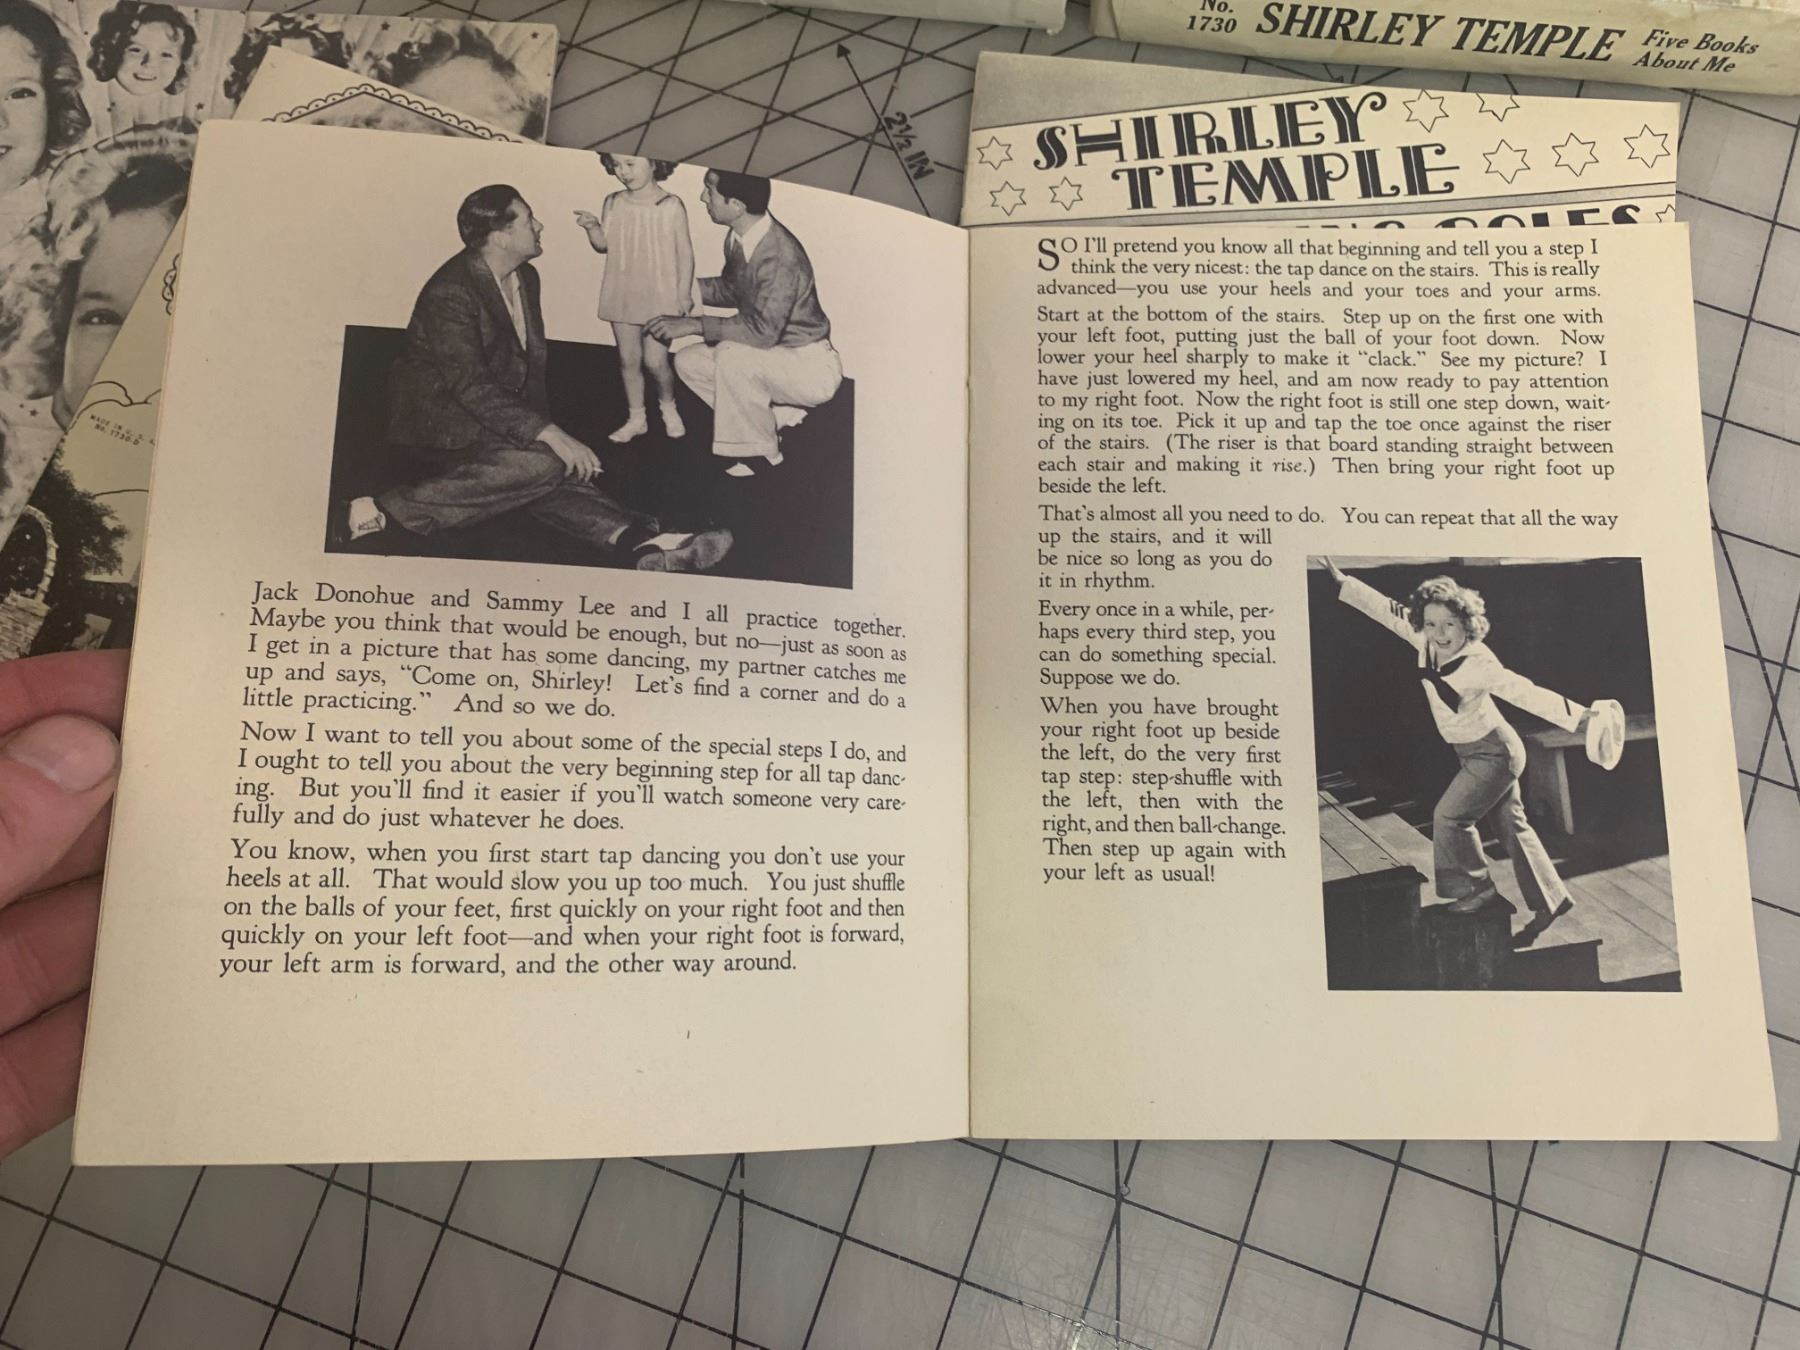 No.
1730 SHIRLEY TEMPLE Five Books
About Me
2½ IN
SHIRLEY
TEMPLE
MADE IN U. S. A.
No. 1730-D
Jack Donohue and Sammy Lee and I all practice together.
Maybe you think that would be enough, but no—just as soon as
I get in a picture that has some dancing, my partner catches me
up and says, “Come on, Shirley! Let’s find a corner and do a
little practicing.” And so we do.
Now I want to tell you about some of the special steps I do, and
I ought to tell you about the very beginning step for all tap danc-
ing. But you’ll find it easier if you’ll watch someone very care-
fully and do just whatever he does.
You know, when you first start tap dancing you don’t use your
heels at all. That would slow you up too much. You just shuffle
on the balls of your feet, first quickly on your right foot and then
quickly on your left foot—and when your right foot is forward,
your left arm is forward, and the other way around.
SO I’ll pretend you know all that beginning and tell you a step I
think the very nicest: the tap dance on the stairs. This is really
advanced—you use your heels and your toes and your arms.
Start at the bottom of the stairs. Step up on the first one with
your left foot, putting just the ball of your foot down. Now
lower your heel sharply to make it “clack.” See my picture? I
have just lowered my heel, and am now ready to pay attention
to my right foot. Now the right foot is still one step down, wait-
ing on its toe. Pick it up and tap the toe once against the riser
of the stairs. (The riser is that board standing straight between
each stair and making it rise.) Then bring your right foot up
beside the left.
That’s almost all you need to do. You can repeat that all the way
up the stairs, and it will
be nice so long as you do
it in rhythm.
Every once in a while, per-
haps every third step, you
can do something special.
Suppose we do.
When you have brought
your right foot up beside
the left, do the very first
tap step: step-shuffle with
the left, then with the
right, and then ball-change.
Then step up again with
your left as usual!